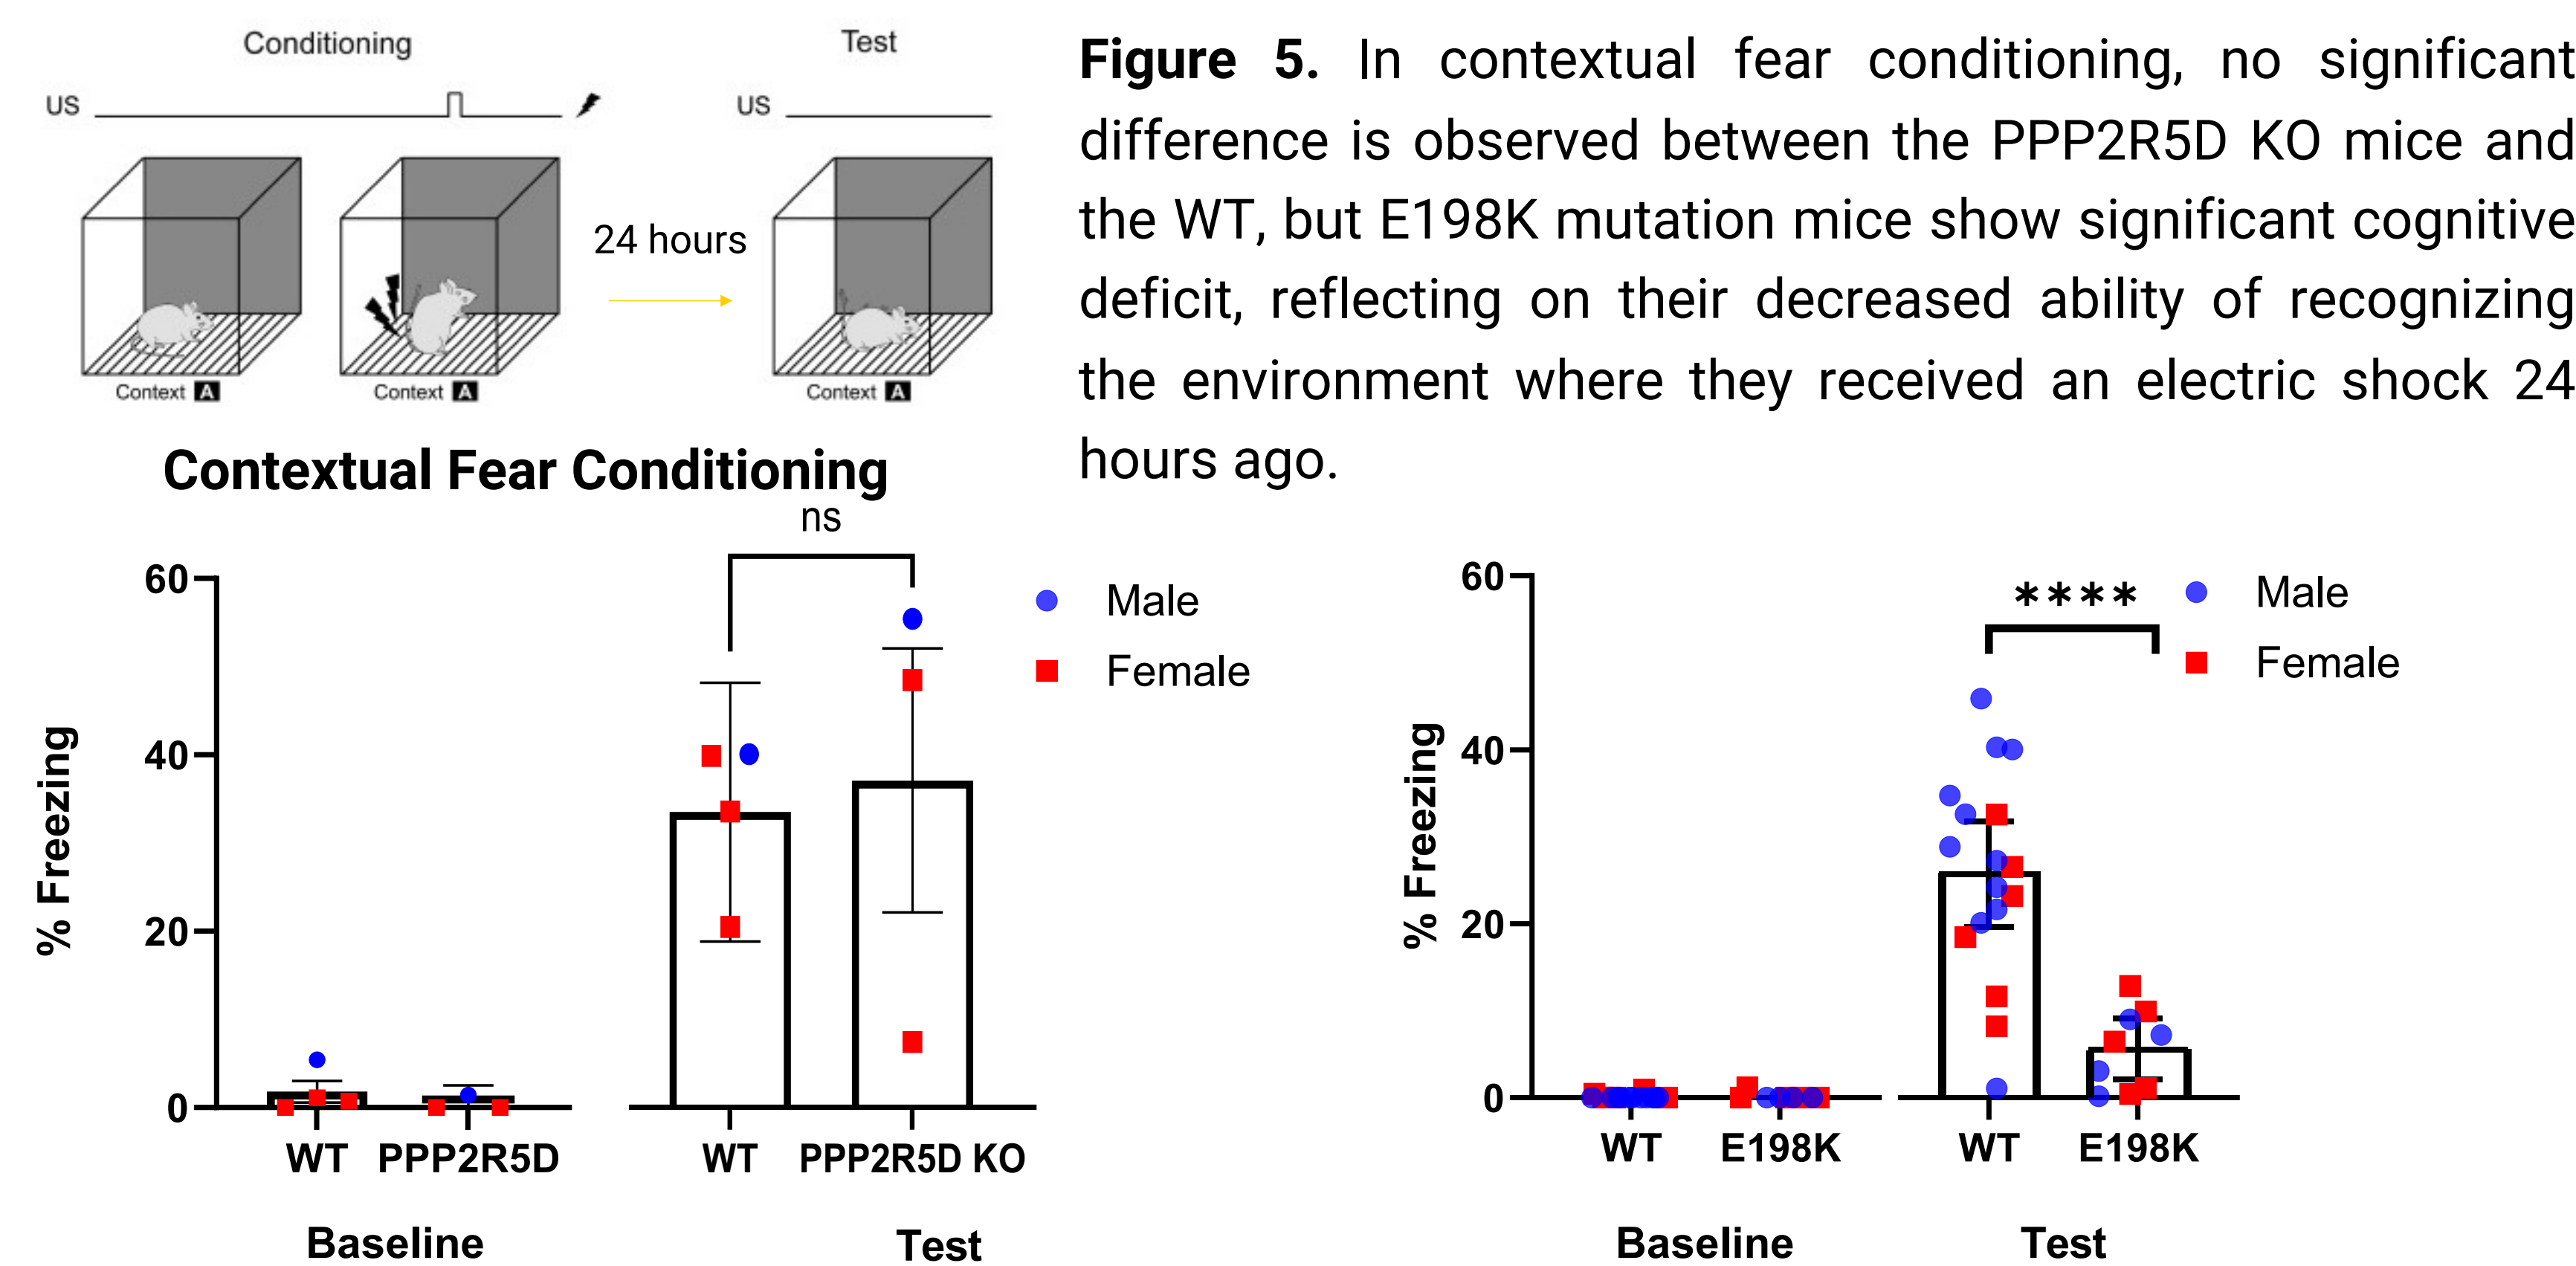 Conditioning
Test
US
US
24 hours
Context A
Context A
Context A
Figure 5. In contextual fear conditioning, no significant
difference is observed between the PPP2R5D KO mice and
the WT, but E198K mutation mice show significant cognitive
deficit, reflecting on their decreased ability of recognizing
the environment where they received an electric shock 24
hours ago.
Contextual Fear Conditioning
ns
60
40
20
0
% Freezing
Male
Female
WT
PPP2R5D
WT
PPP2R5D KO
Baseline
Test
60
40
20
0
% Freezing
****
Male
Female
WT
E198K
WT
E198K
Baseline
Test